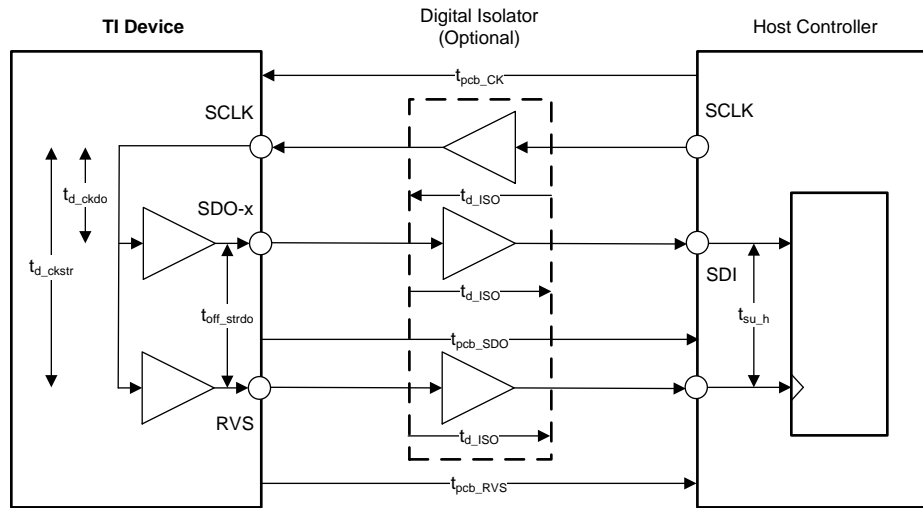 TI Device
Digital Isolator
(Optional)
Host Controller
t_pcb_CK
SCLK
SCLK
t_d_ckdo
t_d_ISO
SDO-x
t_d_ckstr
SDI
t_d_ISO
t_off_strdo
t_su_h
t_pcb_SDO
RVS
t_d_ISO
t_pcb_RVS